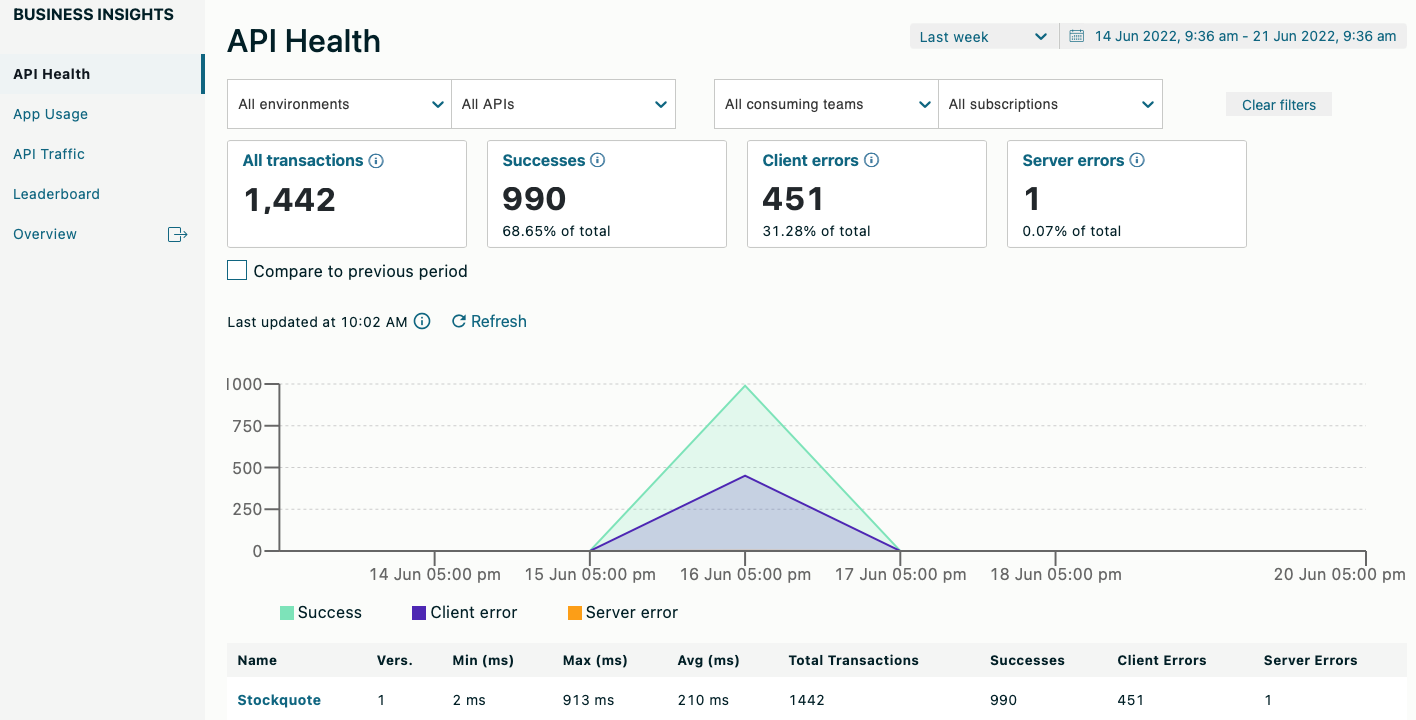 BUSINESS INSIGHTS
API Health
App Usage
API Traffic
Leaderboard
Overview
API Health
Last week
14 Jun 2022, 9:36 am - 21 Jun 2022, 9:36 am
All environments
All APIs
All consuming teams
All subscriptions
Clear filters
All transactions
1,442
Successes
990
68.65% of total
Client errors
451
31.28% of total
Server errors
1
0.07% of total
Compare to previous period
Last updated at 10:02 AM
Refresh
1000
750
500
250
0
14 Jun 05:00 pm 15 Jun 05:00 pm 16 Jun 05:00 pm 17 Jun 05:00 pm 18 Jun 05:00 pm 20 Jun 05:00 pm
Success Client error Server error
Name Vers. Min (ms) Max (ms) Avg (ms) Total Transactions Successes Client Errors Server Errors
Stockquote 1 2 ms 913 ms 210 ms 1442 990 451 1